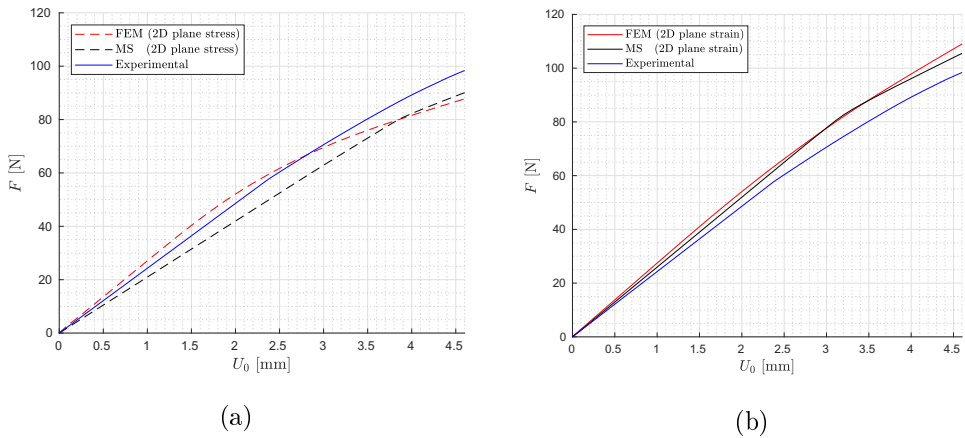 120
100
80
60
40
20
0
F [N]
FEM (2D plane stress)
MS (2D plane stress)
Experimental
0 0.5 1 1.5 2 2.5 3 3.5 4 4.5
U₀ [mm]
(a)
120
100
80
60
40
20
0
F [N]
FEM (2D plane strain)
MS (2D plane strain)
Experimental
0 0.5 1 1.5 2 2.5 3 3.5 4 4.5
U₀ [mm]
(b)